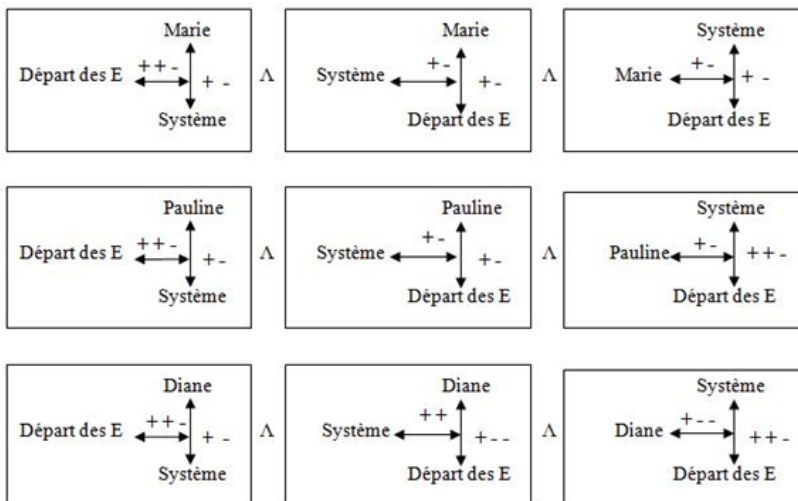 Marie
Départ des E + + - + -
Système
Λ
Marie
Système + - + -
Départ des E
Λ
Système
Marie + - + -
Départ des E
Pauline
Départ des E + + - + -
Système
Λ
Pauline
Système + - + -
Départ des E
Λ
Système
Pauline + - + + -
Départ des E
Diane
Départ des E + + - + -
Système
Λ
Diane
Système + + + - -
Départ des E
Λ
Système
Diane + - - + + -
Départ des E